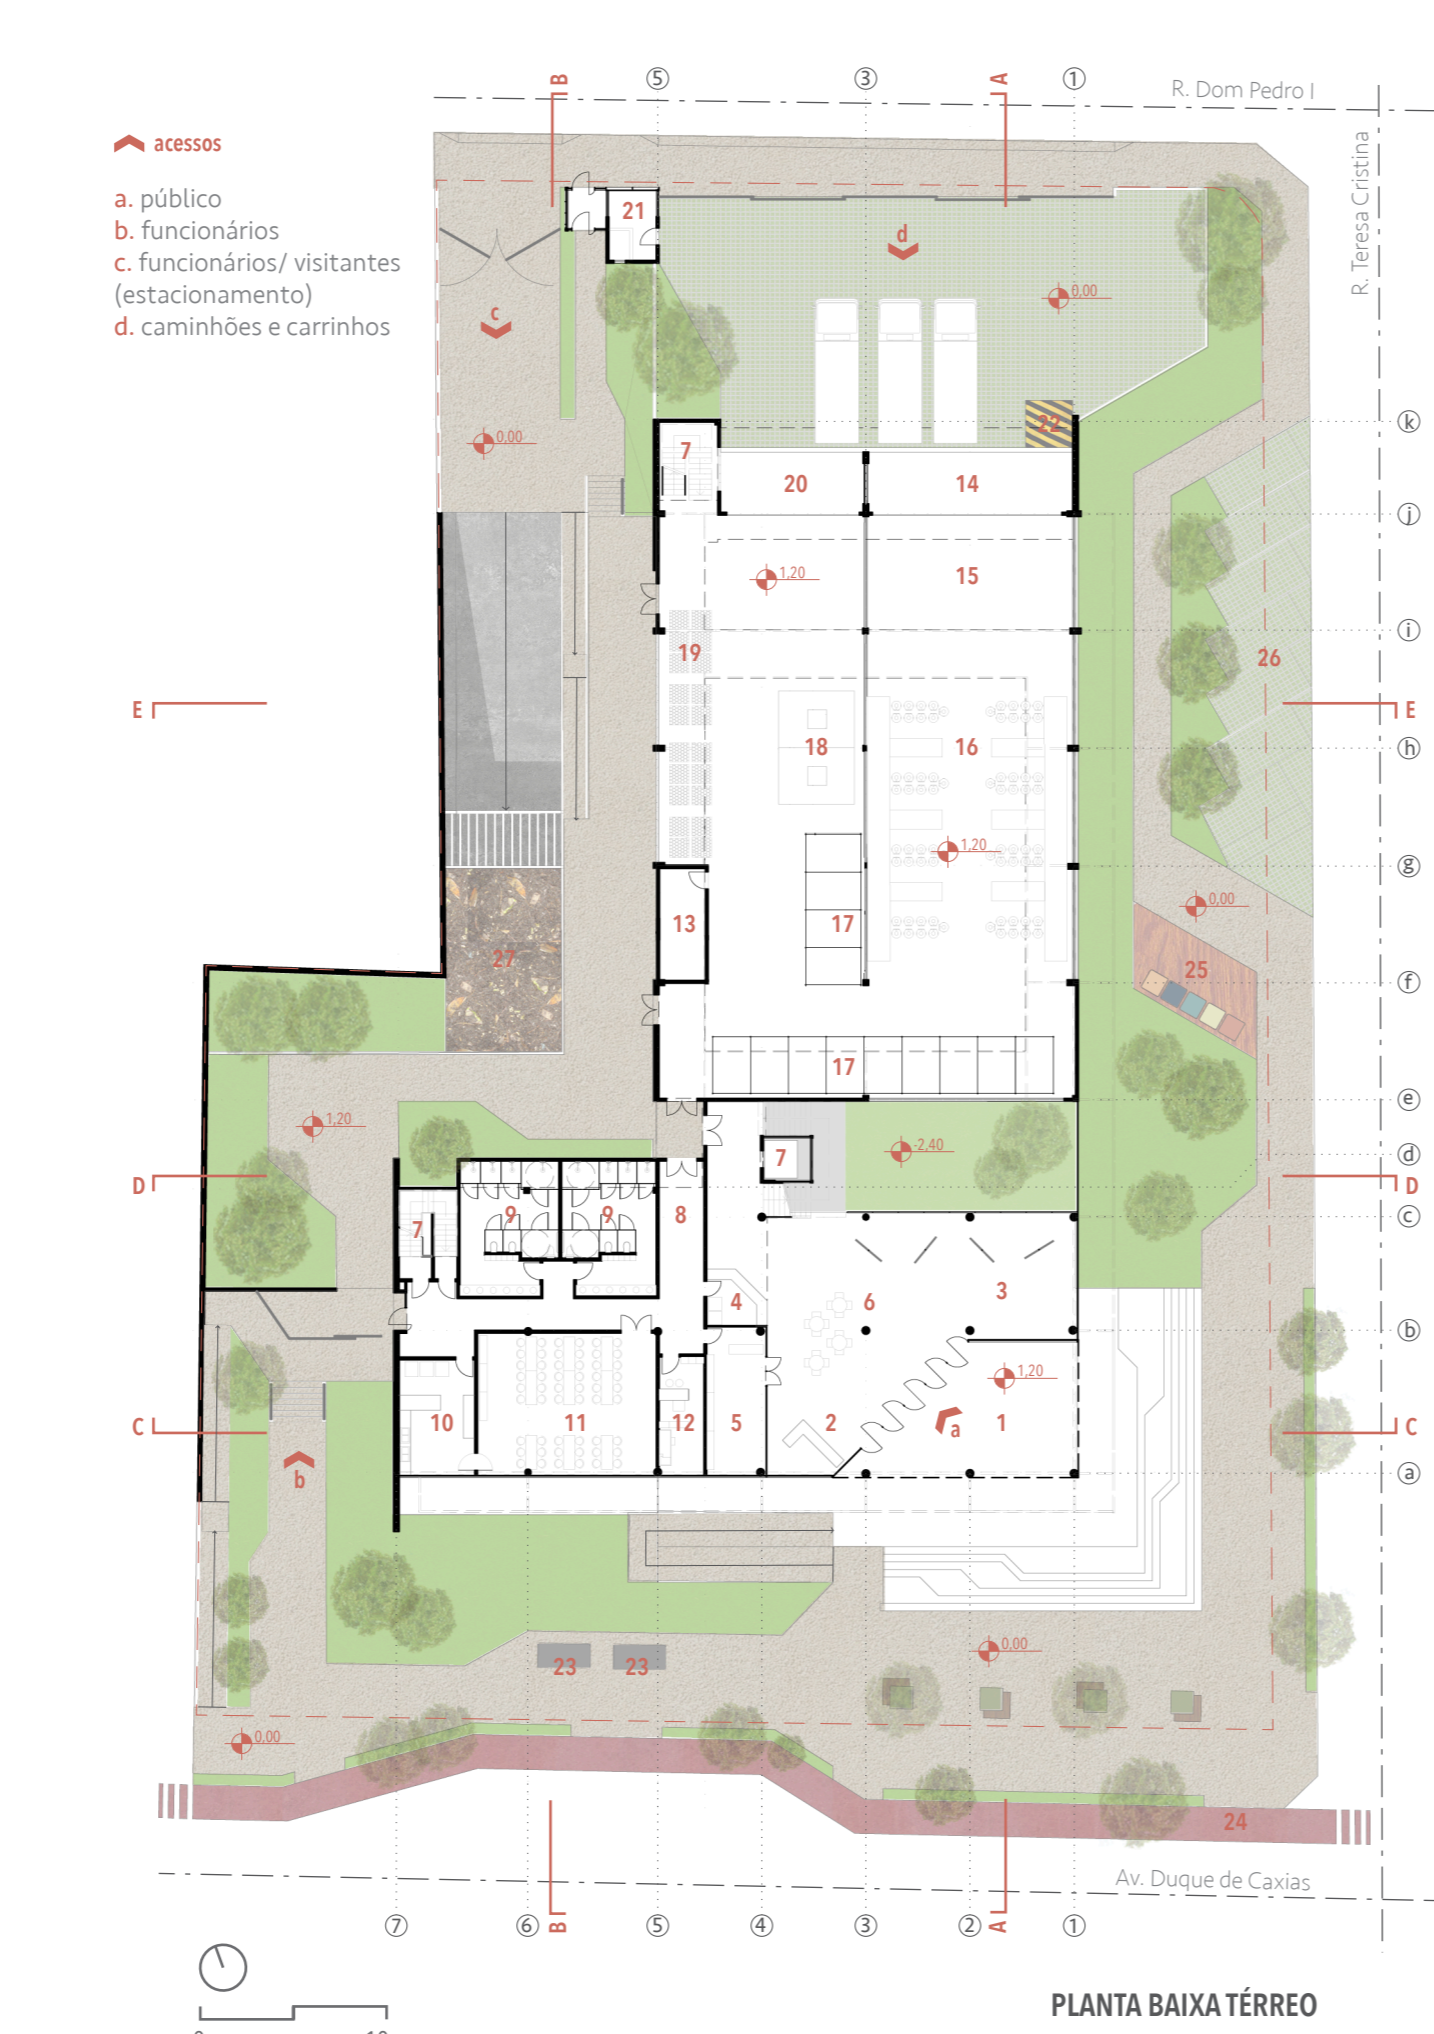 B
5
3
A
1
R. Dom Pedro I
acessos
R. Teresa Cristina
a. público
b. funcionários
c. funcionários/ visitantes
(estacionamento)
d. caminhões e carrinhos
21
d
0,00
c
22
k
0,00
7
20
14
j
1,20
15
i
19
26
E
E
18
16
h
1,20
g
0,00
13
17
27
25
f
17
e
1,20
-2,40
7
d
D
D
9
9
8
c
7
4
6
3
b
1,20
10
11
12
5
2
a
1
C
C
b
a
0,00
23
23
0,00
24
Av. Duque de Caxias
7
6
B
5
4
3
2
A
1
PLANTA BAIXA TÉRREO